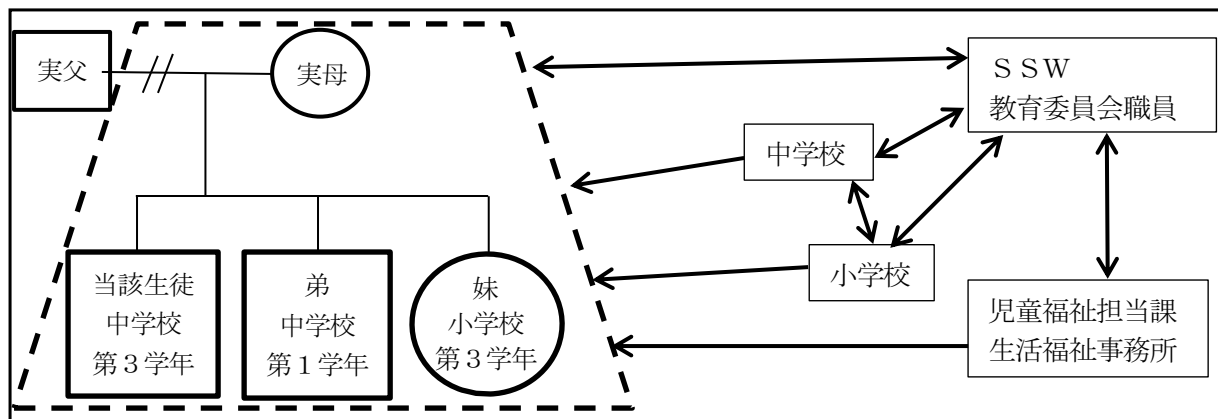 実父
実母
当該生徒
中学校
第３学年
弟
中学校
第１学年
妹
小学校
第３学年
中学校
小学校
ＳＳＷ
教育委員会職員
児童福祉担当課
生活福祉事務所